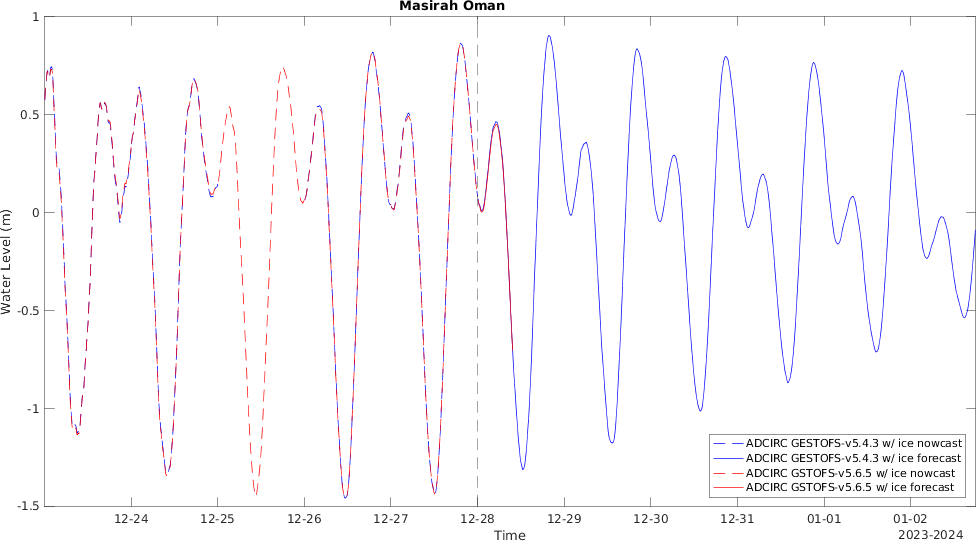 Masirah Oman
Water Level (m)
1
0.5
0
-0.5
-1
-1.5
ADCIRC GESTOFS-v5.4.3 w/ ice nowcast
ADCIRC GESTOFS-v5.4.3 w/ ice forecast
ADCIRC GSTOFS-v5.6.5 w/ ice nowcast
ADCIRC GSTOFS-v5.6.5 w/ ice forecast
12-24 12-25 12-26 12-27 12-28 12-29 12-30 12-31 01-01 01-02
Time
2023-2024